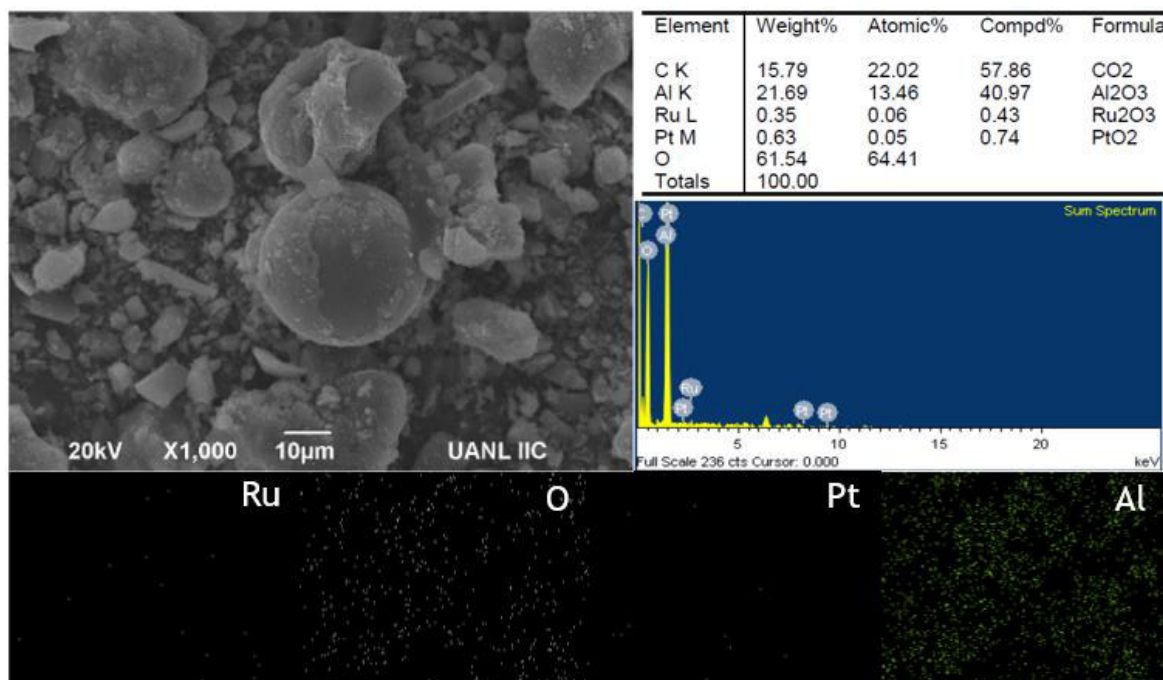 Element Weight% Atomic% Compd% Formula
C K 15.79 22.02 57.86 CO2
Al K 21.69 13.46 40.97 Al2O3
Ru L 0.35 0.06 0.43 Ru2O3
Pt M 0.63 0.05 0.74 PtO2
O 61.54 64.41
Totals 100.00
Sum Spectrum
C Pt
Al
O
Ru
Pt Pt Pt
5 10 15 20
Full Scale 236 cts Cursor: 0.000 keV
20kV X1,000 10µm UANL IIC
Ru O Pt Al